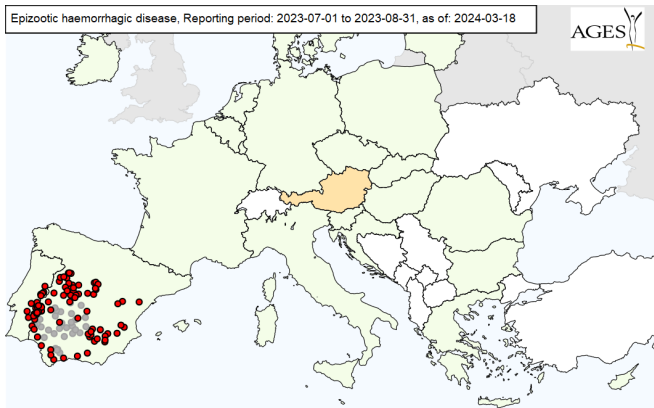 Epizootic haemorrhagic disease, Reporting period: 2023-07-01 to 2023-08-31, as of: 2024-03-18
AGES